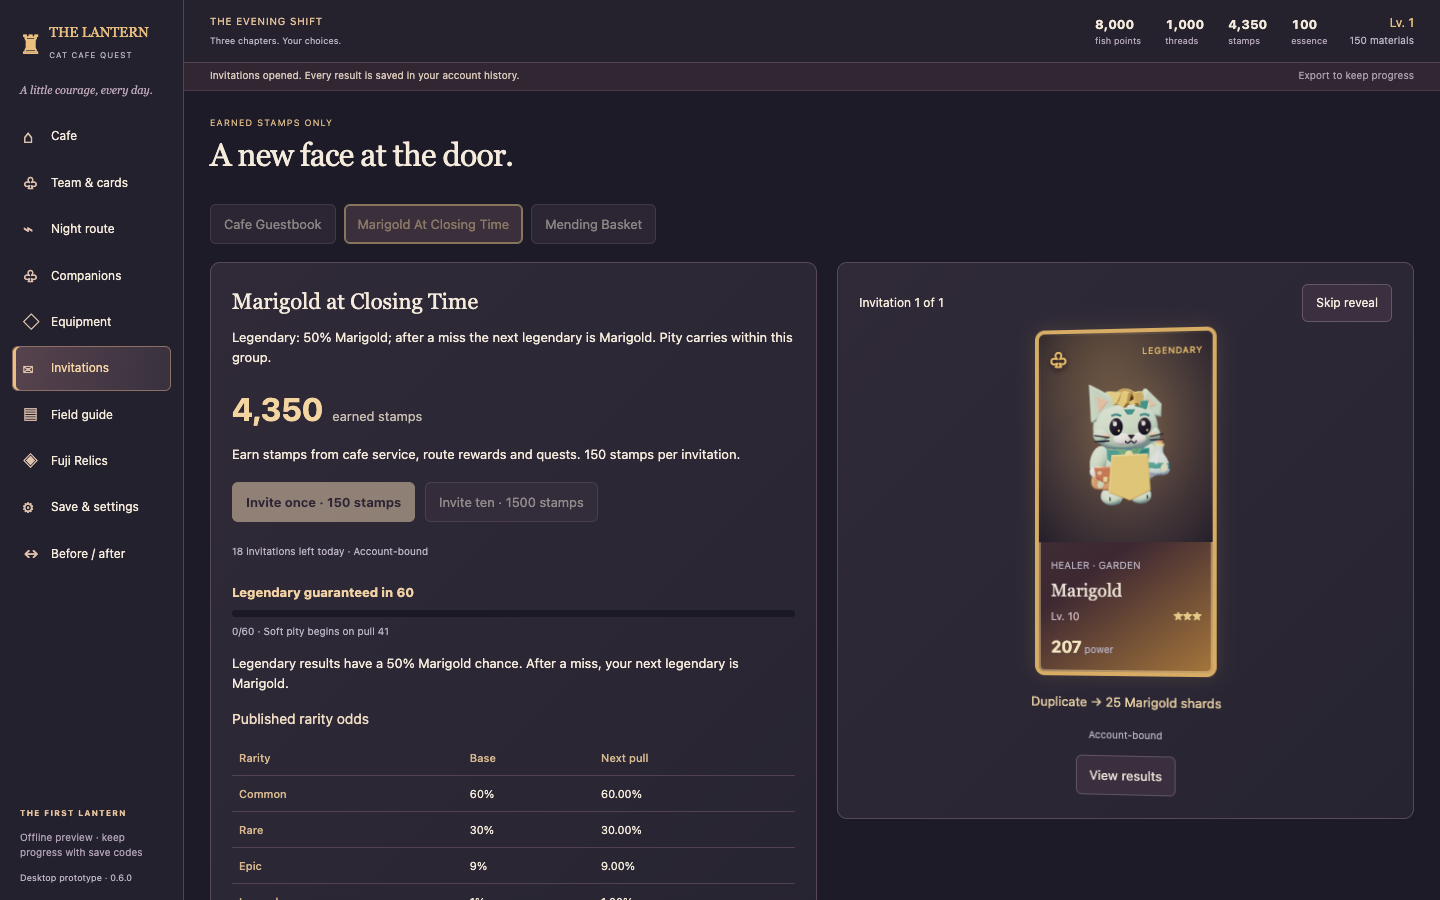 THE LANTERN
CAT CAFE QUEST
A little courage, every day.
Cafe
Team & cards
Night route
Companions
Equipment
Invitations
Field guide
Fuji Relics
Save & settings
Before / after
THE FIRST LANTERN
Offline preview · keep
progress with save codes
Desktop prototype · 0.6.0
THE EVENING SHIFT
Three chapters. Your choices.
8,000
fish points
1,000
threads
4,350
stamps
100
essence
Lv. 1
150 materials
Invitations opened. Every result is saved in your account history.
Export to keep progress
EARNED STAMPS ONLY
A new face at the door.
Cafe Guestbook
Marigold At Closing Time
Mending Basket
Marigold at Closing Time
Legendary: 50% Marigold; after a miss the next legendary is Marigold. Pity carries within this
group.
4,350 earned stamps
Earn stamps from cafe service, route rewards and quests. 150 stamps per invitation.
Invite once · 150 stamps
Invite ten · 1500 stamps
18 invitations left today · Account-bound
Legendary guaranteed in 60
0/60 · Soft pity begins on pull 41
Legendary results have a 50% Marigold chance. After a miss, your next legendary is
Marigold.
Published rarity odds
Rarity Base Next pull
Common 60% 60.00%
Rare 30% 30.00%
Epic 9% 9.00%
Invitation 1 of 1
Skip reveal
LEGENDARY
HEALER · GARDEN
Marigold
Lv. 10
207 power
Duplicate → 25 Marigold shards
Account-bound
View results